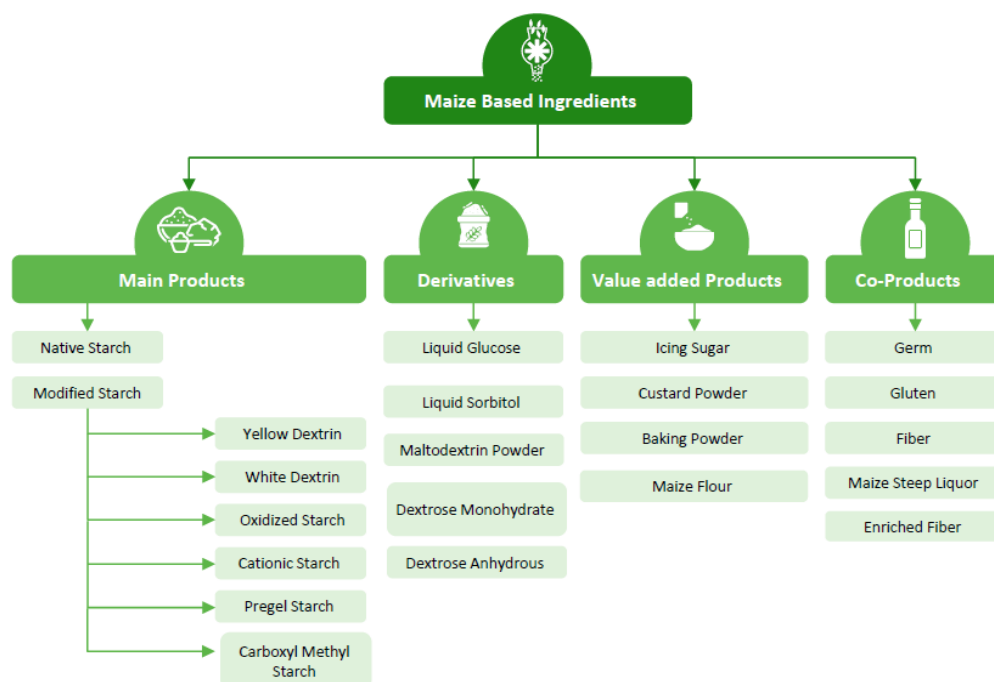 Maize Based Ingredients
Main Products
Native Starch
Modified Starch
Yellow Dextrin
White Dextrin
Oxidized Starch
Cationic Starch
Pregel Starch
Carboxyl Methyl
Starch
Derivatives
Liquid Glucose
Liquid Sorbitol
Maltodextrin Powder
Dextrose Monohydrate
Dextrose Anhydrous
Value added Products
Icing Sugar
Custard Powder
Baking Powder
Maize Flour
Co-Products
Germ
Gluten
Fiber
Maize Steep Liquor
Enriched Fiber